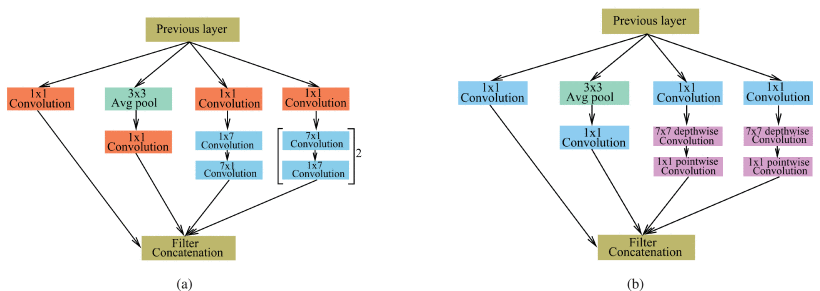 Previous layer
1x1
Convolution
3x3
Avg pool
1x1
Convolution
1x1
Convolution
1x1
Convolution
1x7
Convolution
7x1
Convolution
7x1
Convolution
1x7
Convolution
2
Filter
Concatenation
(a)
Previous layer
1x1
Convolution
3x3
Avg pool
1x1
Convolution
1x1
Convolution
1x1
Convolution
7x7 depthwise
Convolution
7x7 depthwise
Convolution
1x1 pointwise
Convolution
1x1 pointwise
Convolution
Filter
Concatenation
(b)